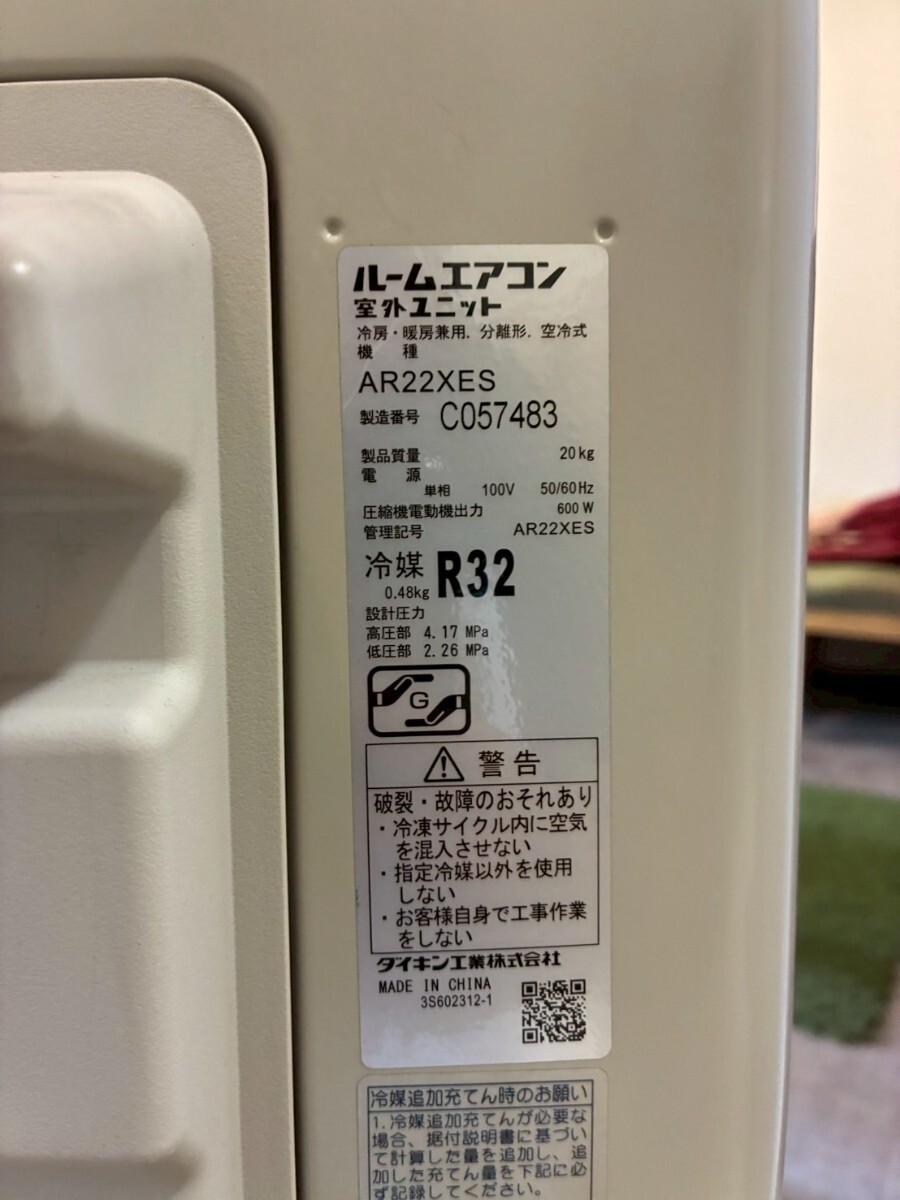 ルームエアコン
室外ユニット
冷房・暖房兼用．分離形．空冷式
機種
AR22XES
製造番号 C057483
製品質量 20kg
電源
単相 100V 50/60Hz
圧縮機電動機出力 600W
管理記号 AR22XES
冷媒 R32
0.48kg
設計圧力
高圧部 4.17 MPa
低圧部 2.26 MPa
G
警告
破裂・故障のおそれあり
・冷凍サイクル内に空気
を混入させない
・指定冷媒以外を使用
しない
・お客様自身で工事作業
をしない
ダイキン工業株式会社
MADE IN CHINA
3S602312-1
冷媒追加充てん時のお願い
1.冷媒追加充てんが必要な
場合、据付説明書に基づい
て計算した量を追加し、追
加した充てん量を下記に必
ず記録してください。